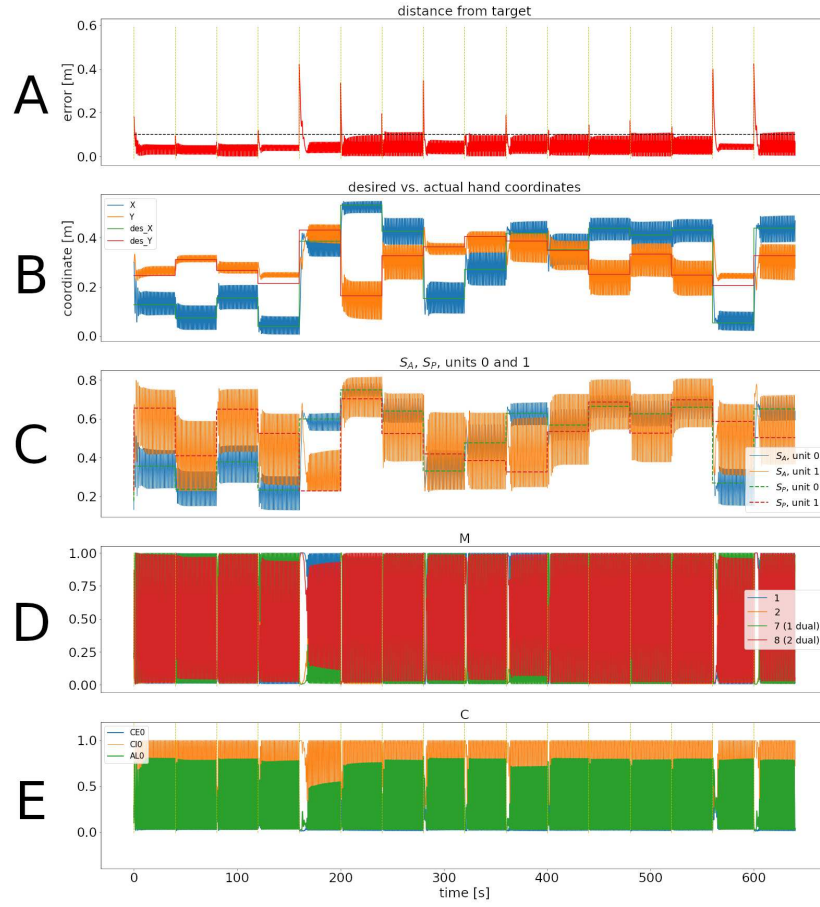 distance from target
A
error [m]
0.6
0.4
0.2
0.0
desired vs. actual hand coordinates
B
coordinate [m]
0.4
0.2
0.0
X
Y
des_X
des_Y
S_A, S_P, units 0 and 1
C
0.8
0.6
0.4
0.2
S_A, unit 0
S_A, unit 1
S_P, unit 0
S_P, unit 1
M
D
1.00
0.75
0.50
0.25
0.00
1
2
7 (1 dual)
8 (2 dual)
C
E
1.0
0.5
0.0
CE0
CI0
AL0
0 100 200 300 400 500 600
time [s]